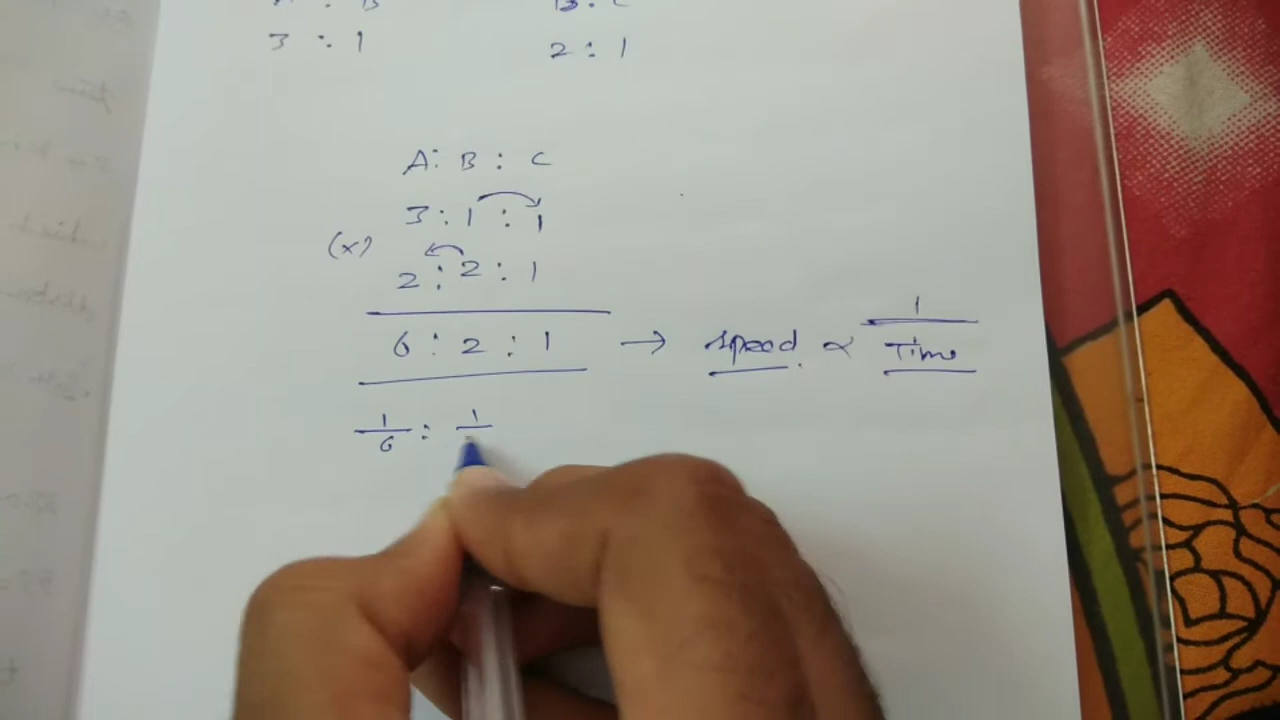 A : B B : C
3 : 1 2 : 1
A : B : C
3 : 1 : 1
(x)
2 : 2 : 1
6 : 2 : 1 → speed ∝ 1/Time
1/6 : 1/